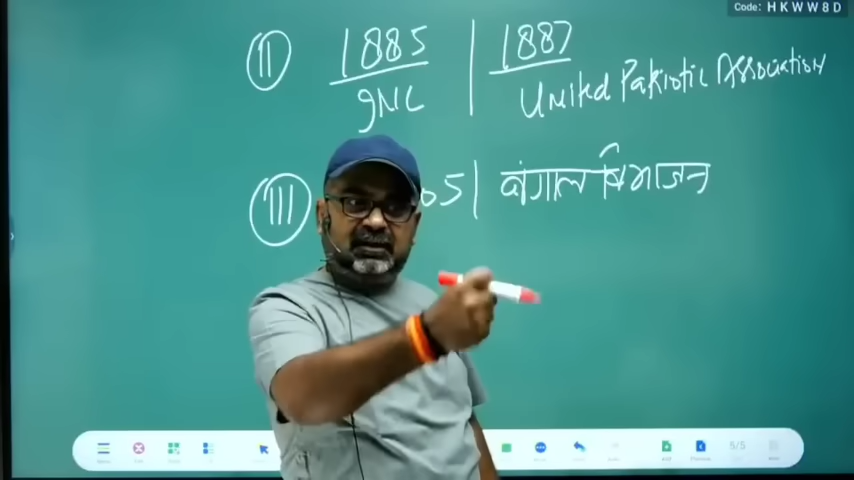 Code: HKWW8D
II 1885 | 1887
INC | United Patriotic Association
III 05 | बंगाल विभाजन
5/5